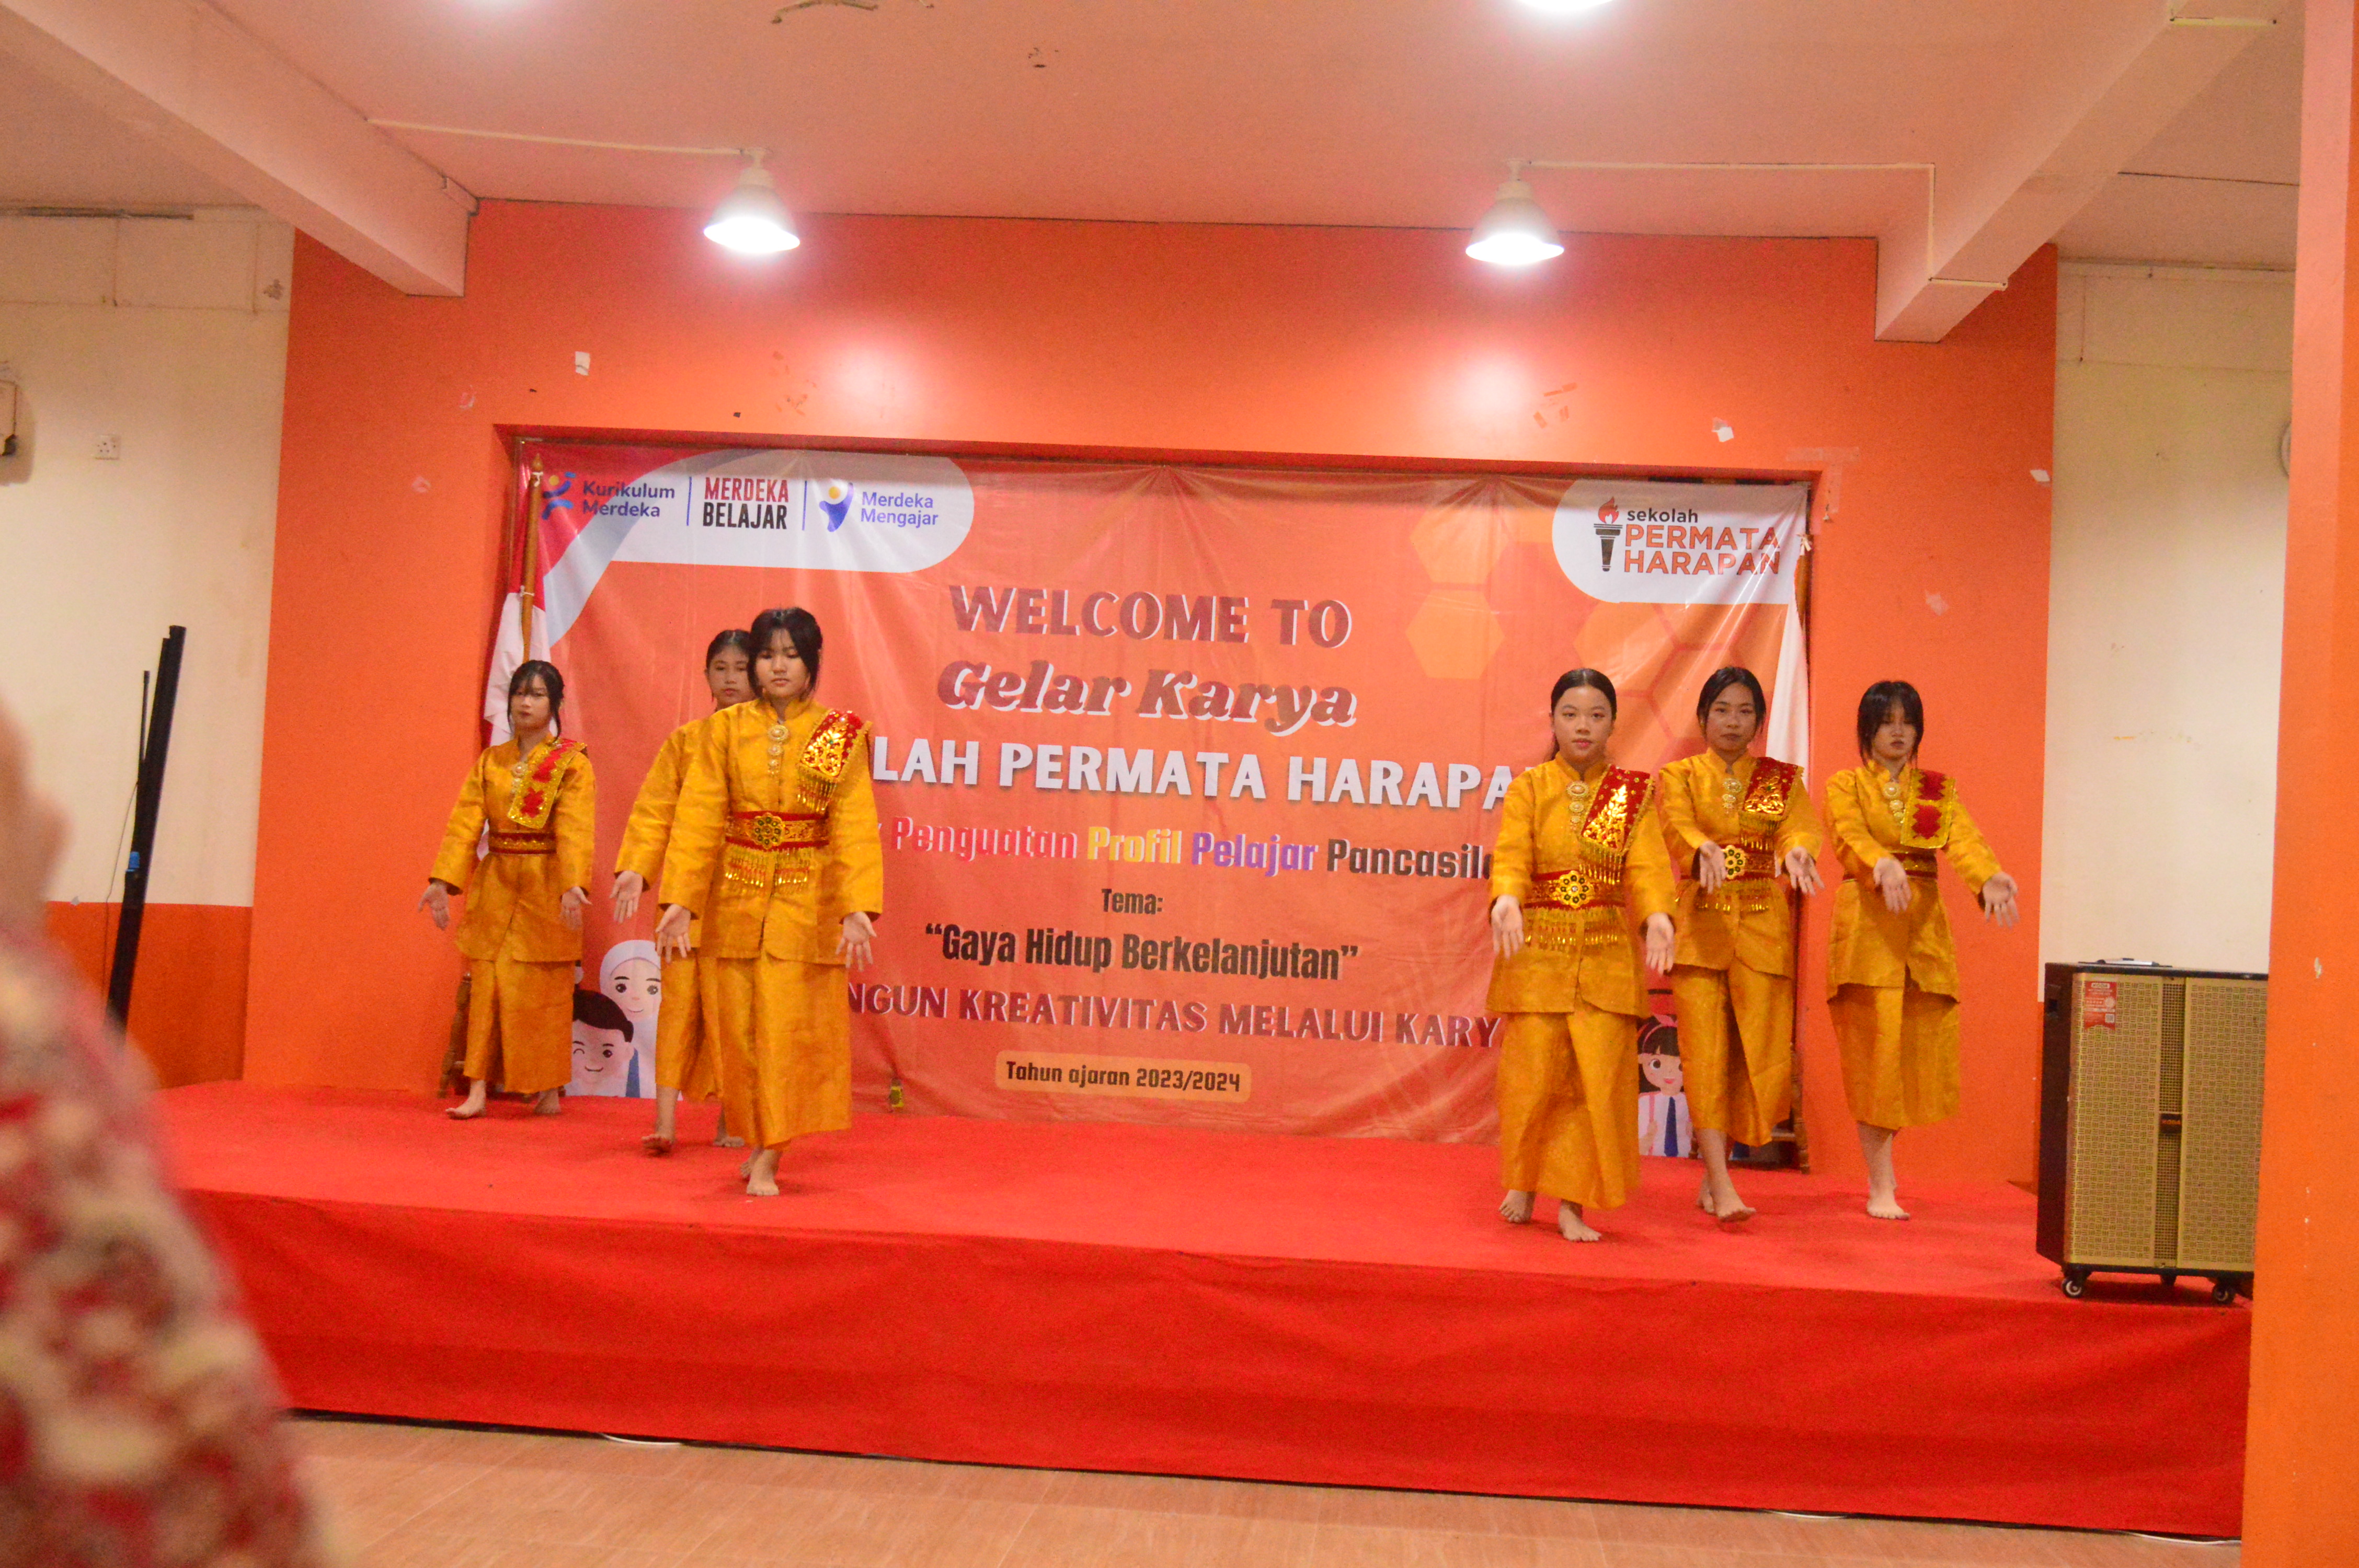 Kurikulum
Merdeka
MERDEKA
BELAJAR
Merdeka
Mengajar
sekolah
PERMATA
HARAPAN
WELCOME TO
Gelar Karya
LAH PERMATA HARAPA
Penguatan Profil Pelajar Pancasila
Tema:
“Gaya Hidup Berkelanjutan”
NGUN KREATIVITAS MELALUI KARY
Tahun ajaran 2023/2024